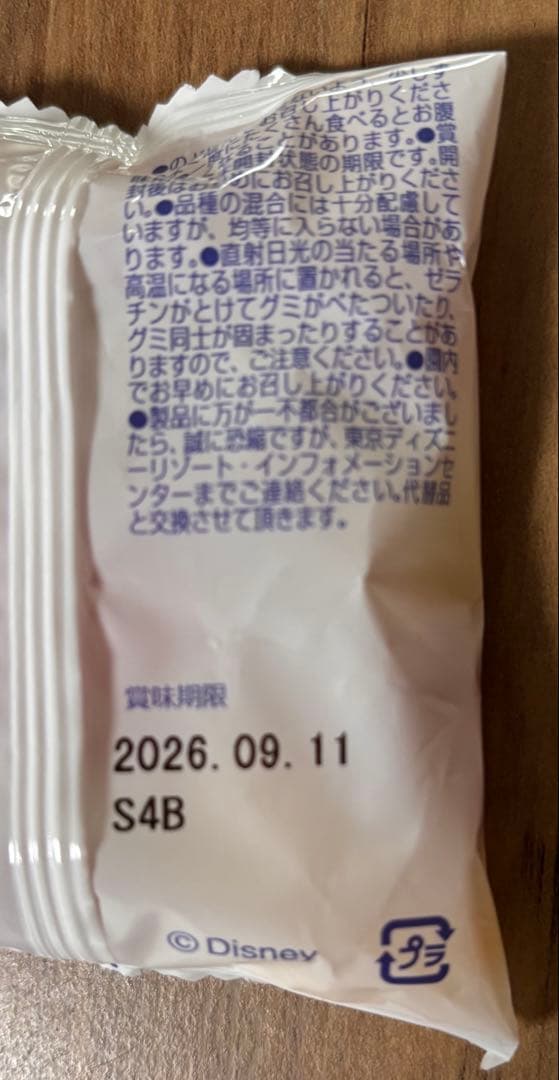 し上がりくださ
さん食べるとお腹
があります。●賞
開封状態の期限です。開
封後はお早めにお召し上がりくださ
い。●品種の混合には十分配慮して
いますが、均等に入らない場合があ
ります。●直射日光の当たる場所や
高温になる場所に置かれると、ゼラ
チンがとけてグミがべたついたり、
グミ同士が固まったりすることがあ
りますので、ご注意ください。●園内
でお早めにお召し上がりください。
●製品に万が一不都合がございまし
たら、誠に恐縮ですが、東京ディズニ
ーリゾート・インフォメーションセ
ンターまでご連絡ください。代替品
と交換させて頂きます。
賞味期限
2026.09.11
S4B
© Disney
プラ